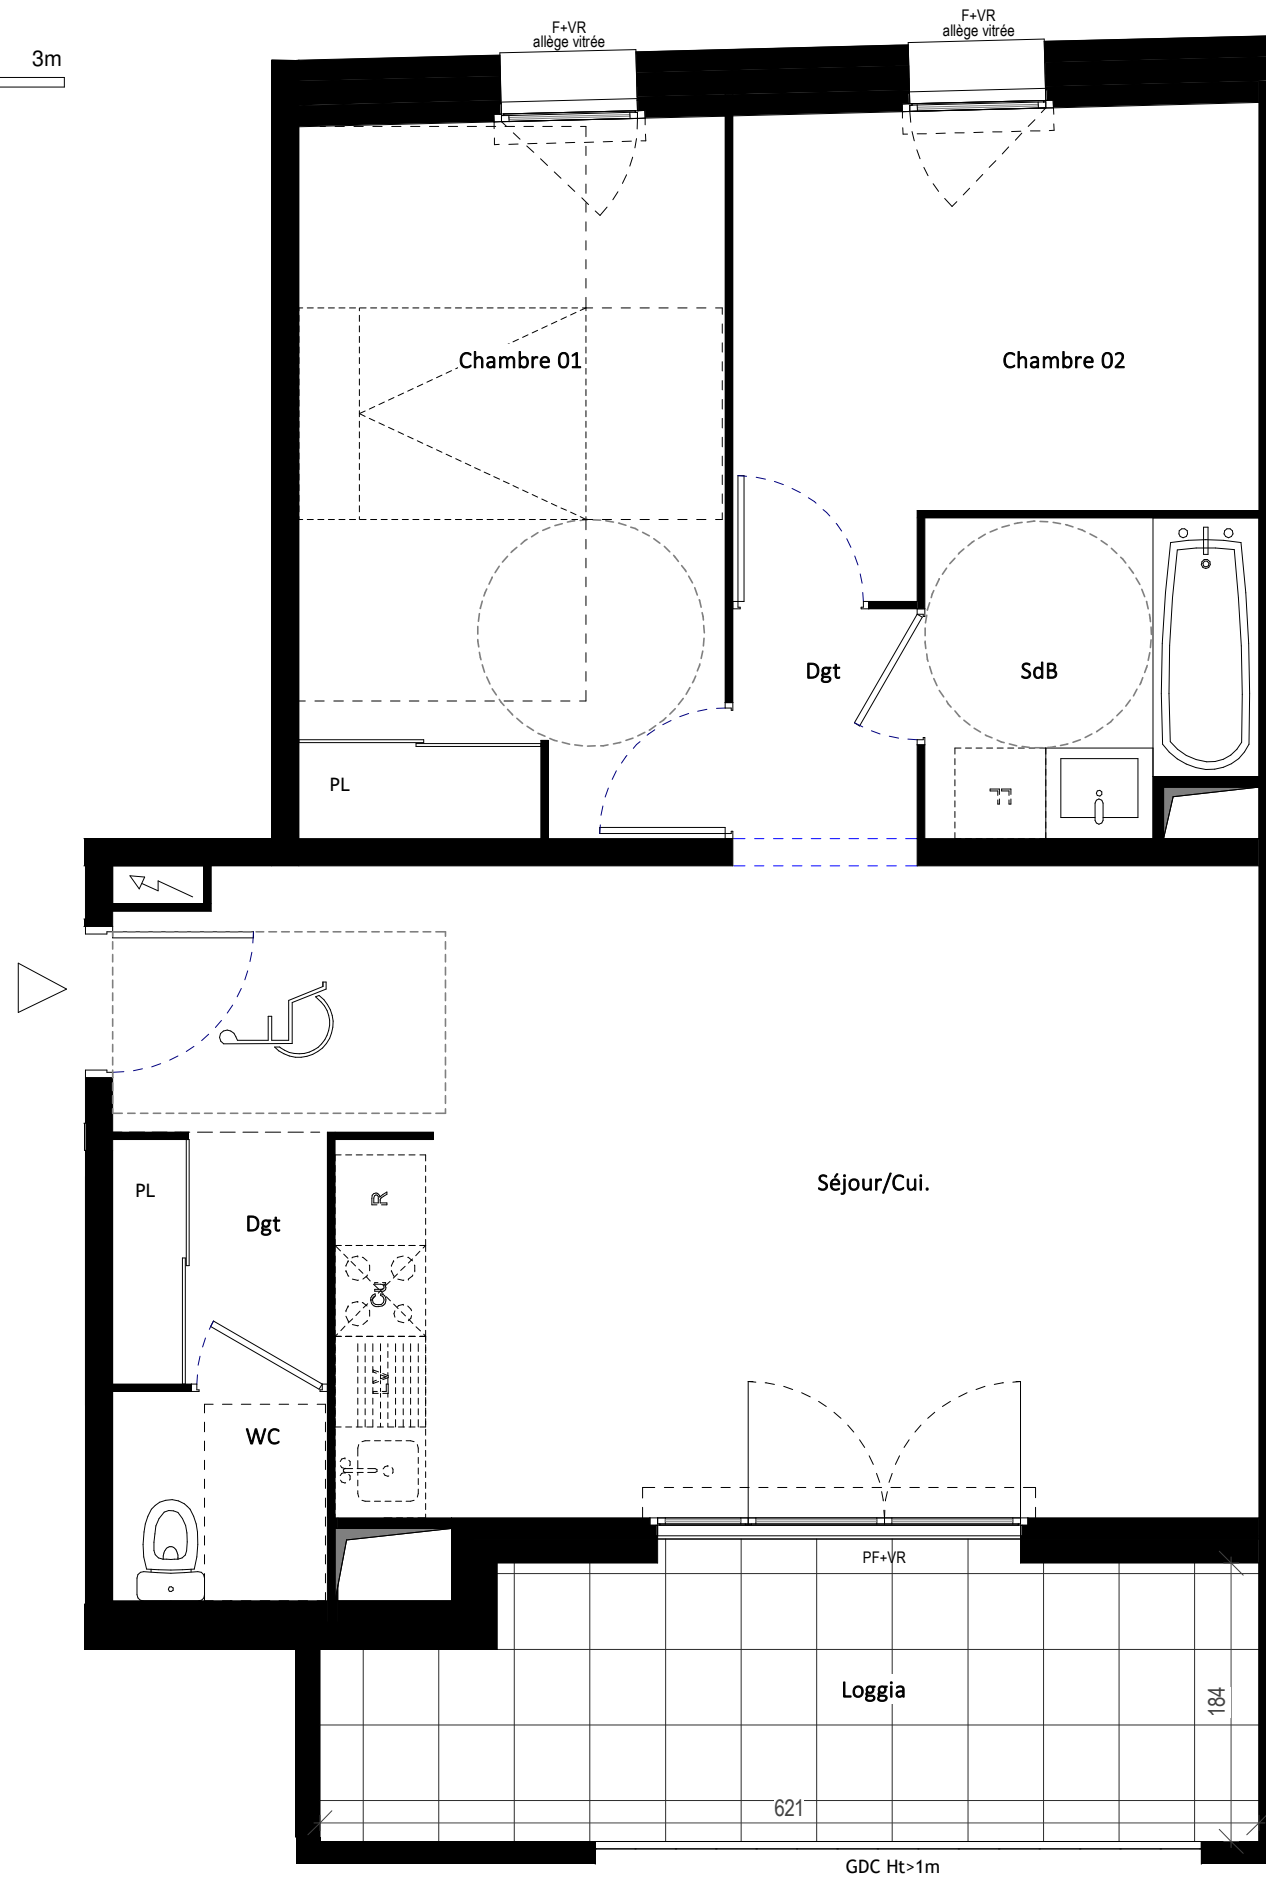 F+VR
allège vitrée
F+VR
allège vitrée
3m
Chambre 01
Chambre 02
Dgt
SdB
PL
LL
PL
Dgt
R
Cu
LV
Séjour/Cui.
WC
PF+VR
Loggia
184
621
GDC Ht>1m